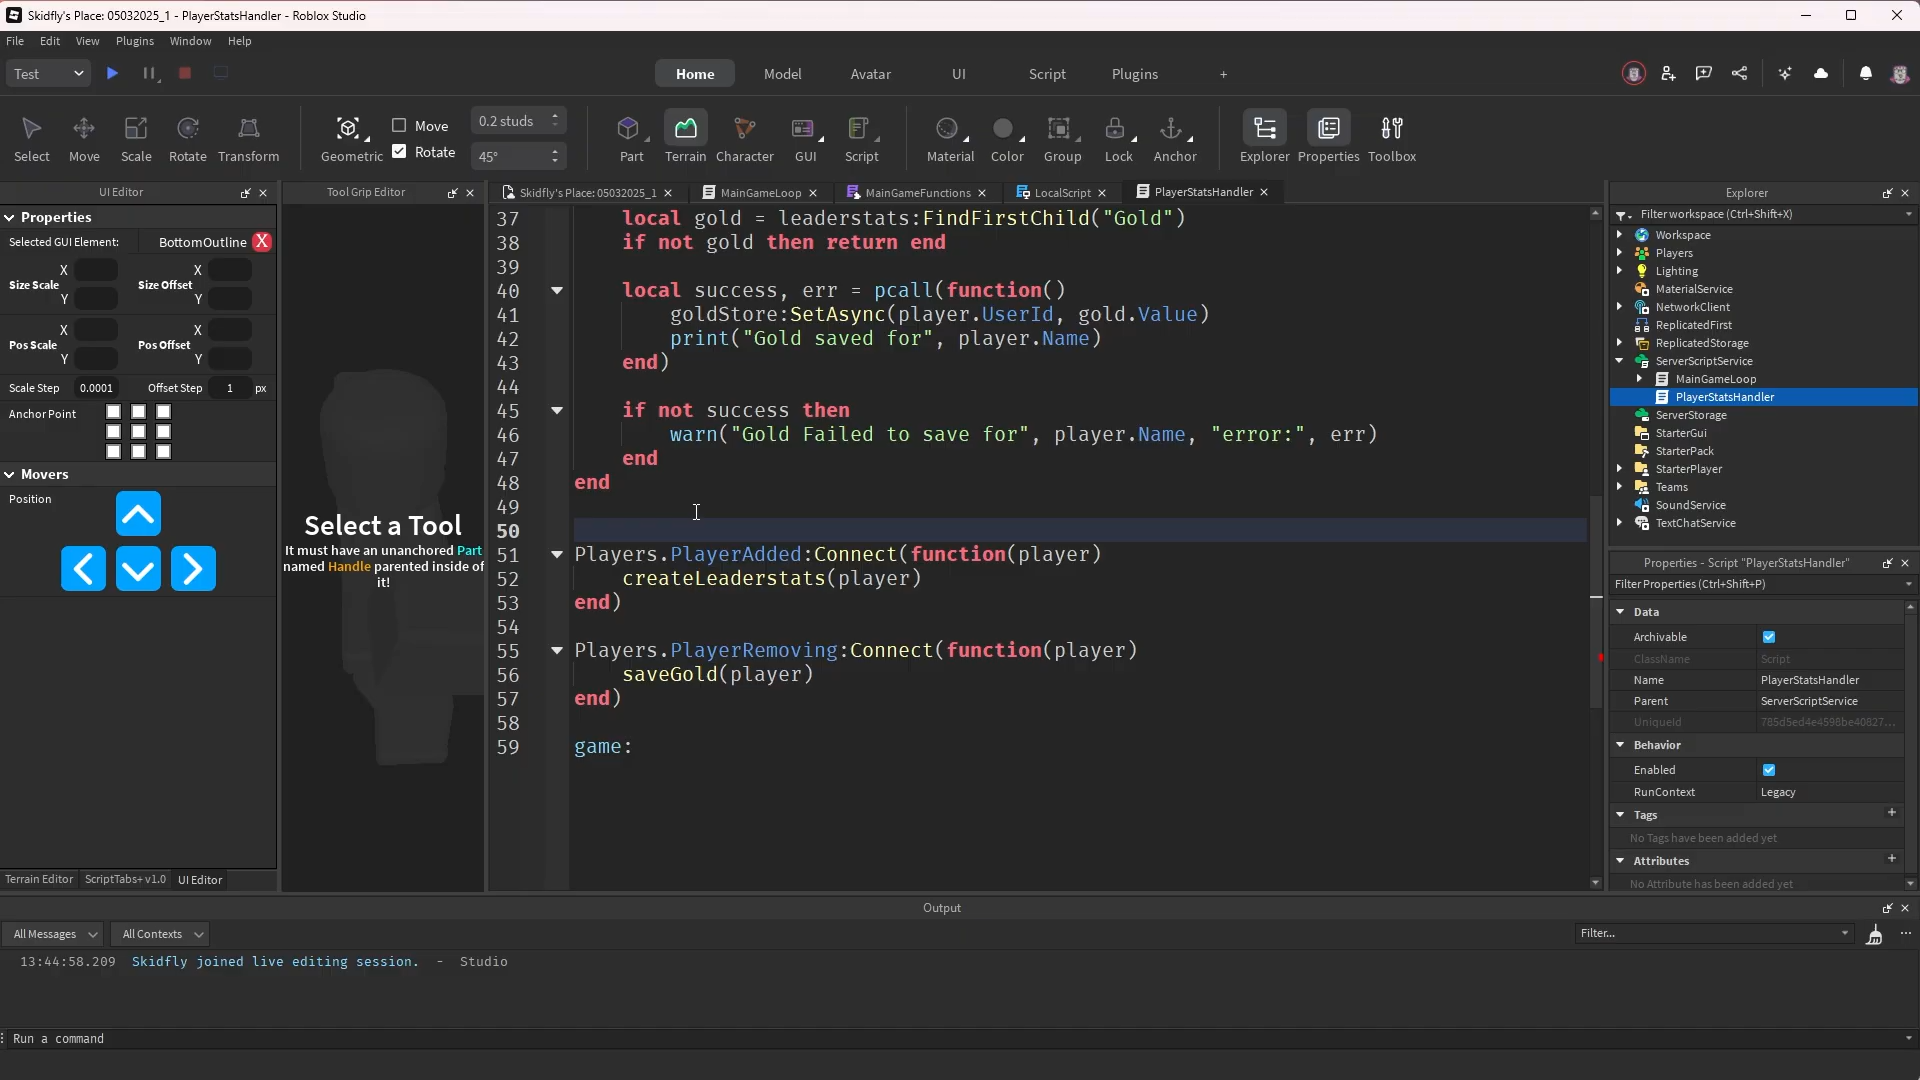 Skidfly's Place: 05032025_1 - PlayerStatsHandler - Roblox Studio
File Edit View Plugins Window Help
Test
Home Model Avatar UI Script Plugins +
Select Move Scale Rotate Transform
Geometric
Move
Rotate
0.2 studs
45°
Part Terrain Character GUI Script
Material Color Group Lock Anchor
Explorer Properties Toolbox
UI Editor
Properties
Selected GUI Element: BottomOutline X
X X
Size Scale Size Offset
Y Y
X X
Pos Scale Pos Offset
Y Y
Scale Step 0.0001 Offset Step 1 px
Anchor Point
Movers
Position
Terrain Editor ScriptTabs+ v1.0 UI Editor
Tool Grip Editor
Select a Tool
It must have an unanchored Part
named Handle parented inside of
it!
Skidfly's Place: 05032025_1 MainGameLoop MainGameFunctions LocalScript PlayerStatsHandler
37 local gold = leaderstats:FindFirstChild("Gold")
38 if not gold then return end
39
40 local success, err = pcall(function()
41 goldStore:SetAsync(player.UserId, gold.Value)
42 print("Gold saved for", player.Name)
43 end)
44
45 if not success then
46 warn("Gold Failed to save for", player.Name, "error:", err)
47 end
48 end
49
50
51 Players.PlayerAdded:Connect(function(player)
52 createLeaderstats(player)
53 end)
54
55 Players.PlayerRemoving:Connect(function(player)
56 saveGold(player)
57 end)
58
59 game:
Explorer
Filter workspace (Ctrl+Shift+X)
Workspace
Players
Lighting
MaterialService
NetworkClient
ReplicatedFirst
ReplicatedStorage
ServerScriptService
MainGameLoop
PlayerStatsHandler
ServerStorage
StarterGui
StarterPack
StarterPlayer
Teams
SoundService
TextChatService
Properties - Script "PlayerStatsHandler"
Filter Properties (Ctrl+Shift+P)
Data
Archivable
ClassName Script
Name PlayerStatsHandler
Parent ServerScriptService
UniqueId 785d5ed4e4598be40827...
Behavior
Enabled
RunContext Legacy
Tags +
No Tags have been added yet
Attributes +
No Attribute has been added yet
Output
All Messages All Contexts Filter... ...
13:44:58.209 Skidfly joined live editing session. - Studio
Run a command